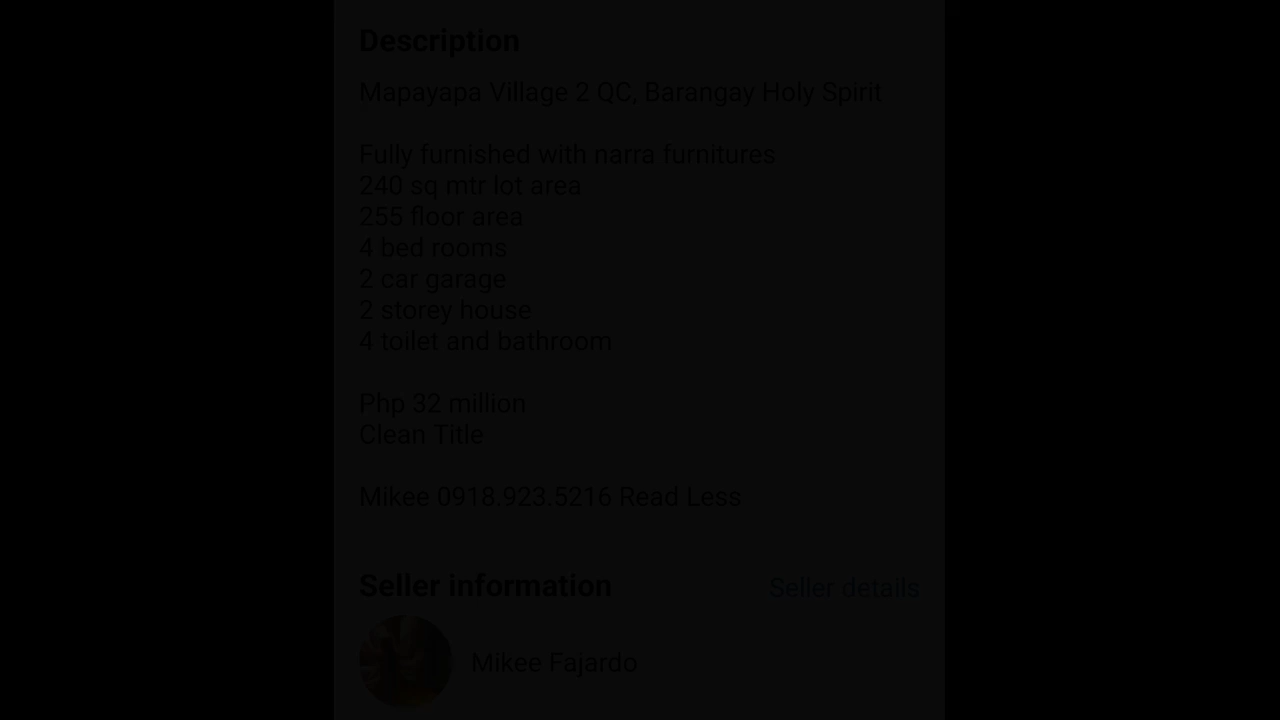 Description
Mapayapa Village 2 QC, Barangay Holy Spirit
Fully furnished with narra furnitures
240 sq mtr lot area
255 floor area
4 bed rooms
2 car garage
2 storey house
4 toilet and bathroom
Php 32 million
Clean Title
Mikee 0918.923.5216 Read Less
Seller information
Seller details
Mikee Fajardo